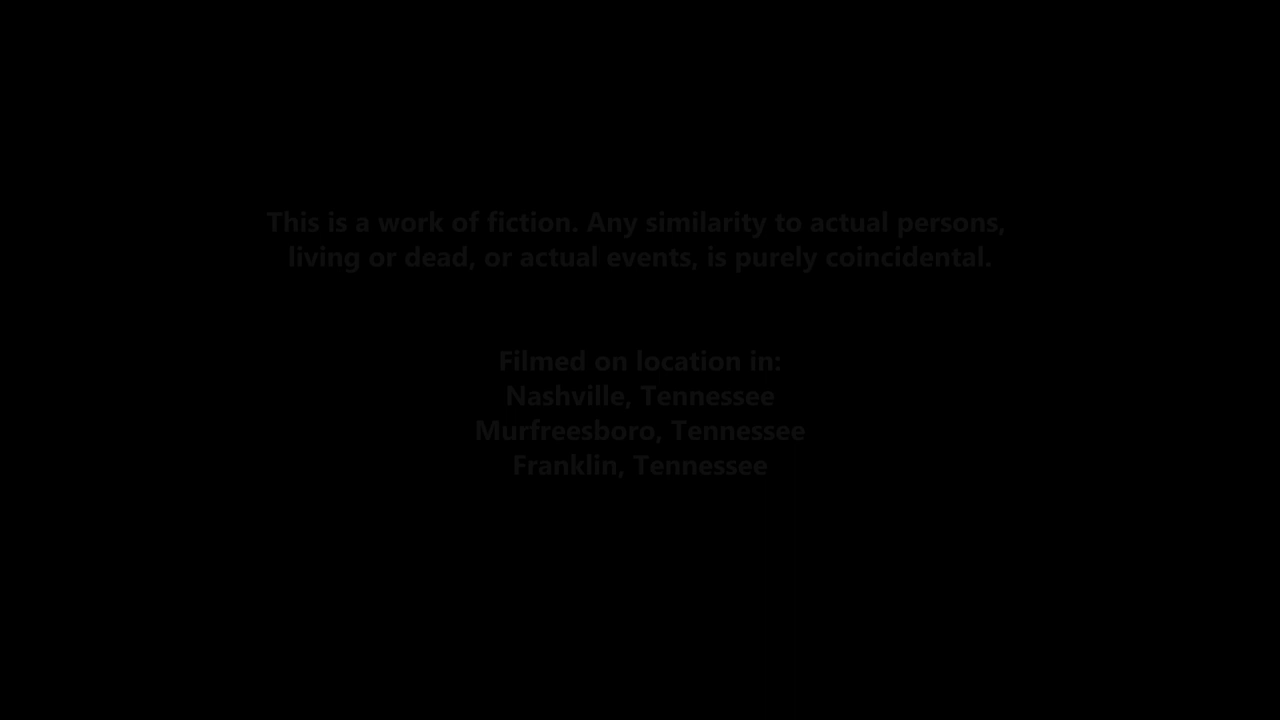 This is a work of fiction. Any similarity to actual persons,
living or dead, or actual events, is purely coincidental.
Filmed on location in:
Nashville, Tennessee
Murfreesboro, Tennessee
Franklin, Tennessee